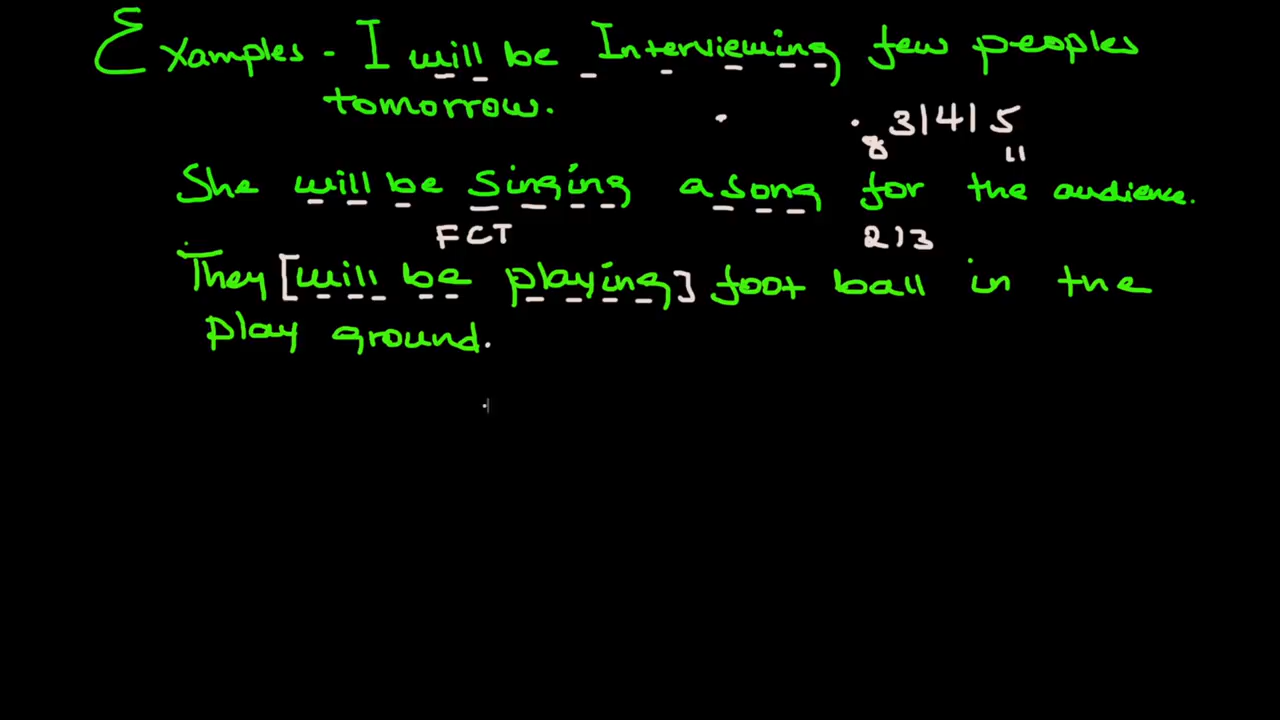 Examples - I will be Interviewing few peoples
tomorrow.
3/4/5
8 11
She will be singing a song for the audience.
FCT 2/3
They [will be playing] foot ball in the
play ground.